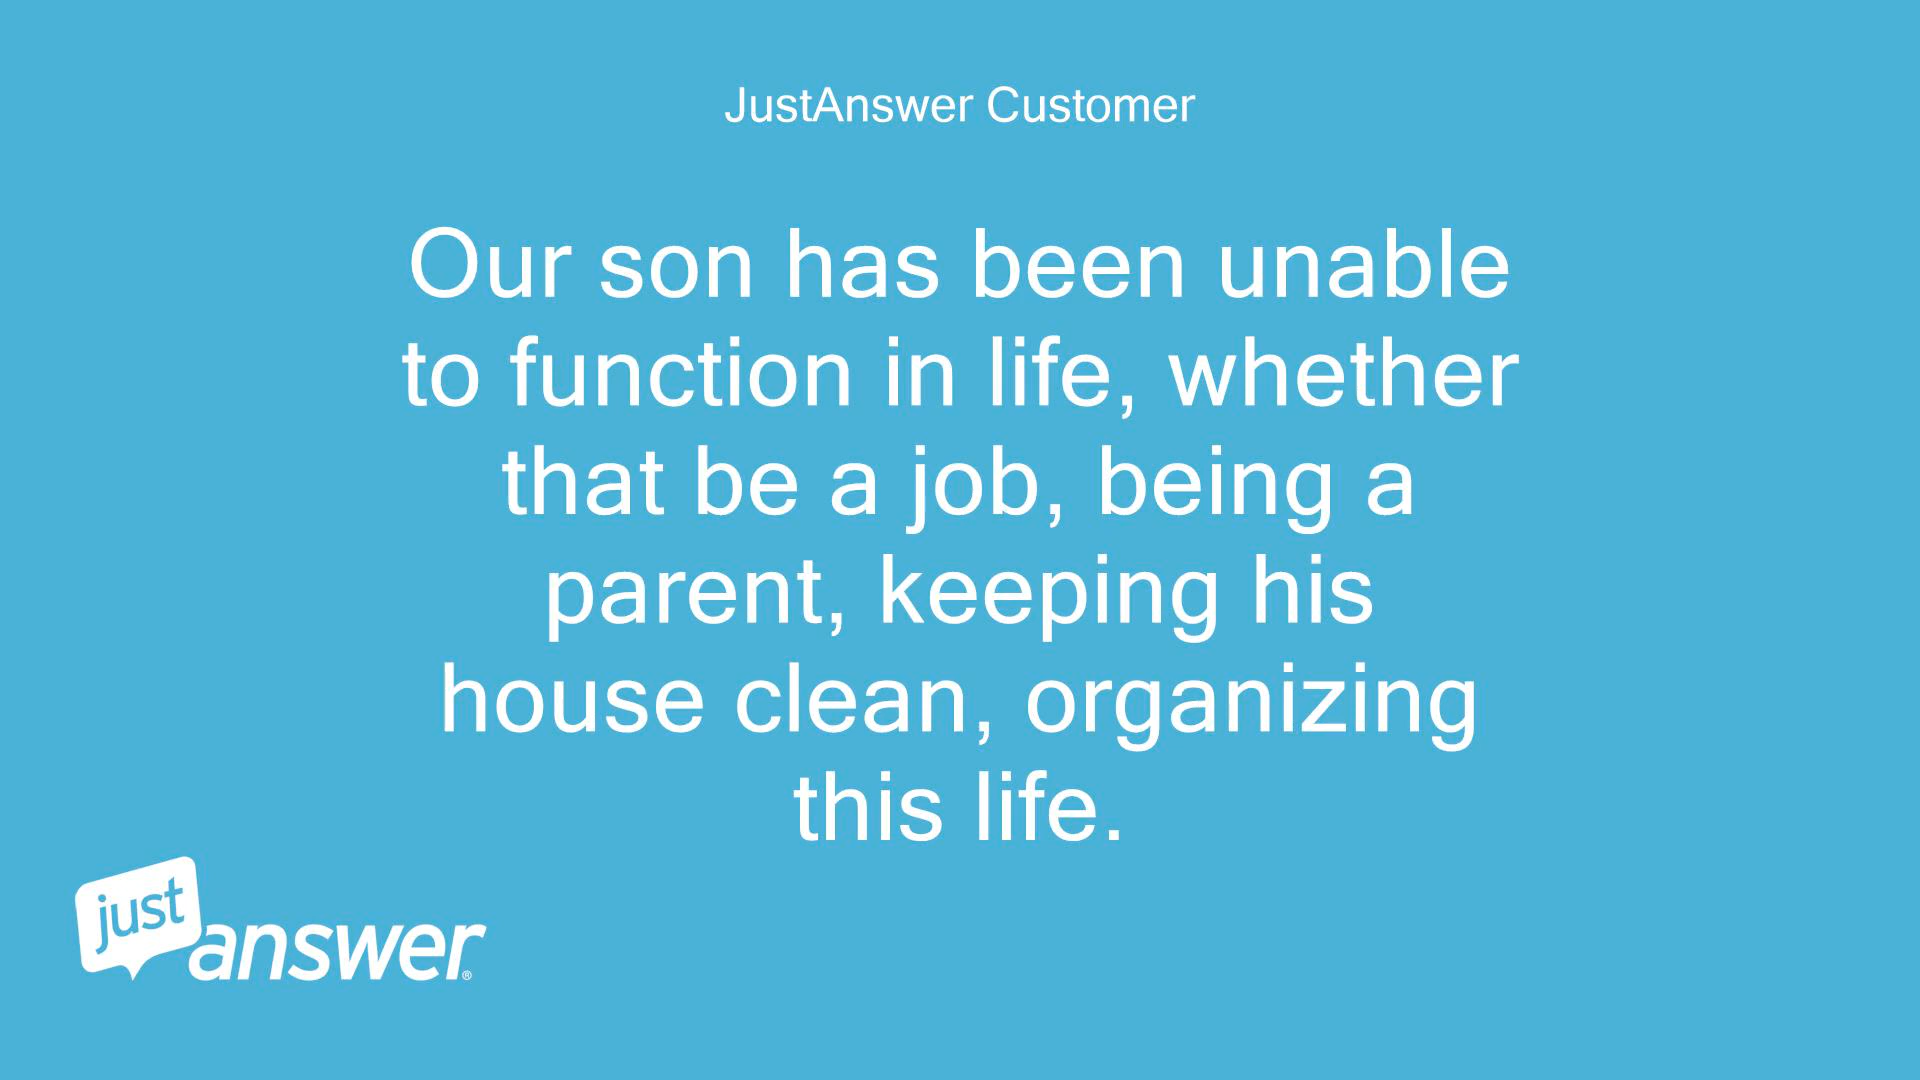 JustAnswer Customer
Our son has been unable
to function in life, whether
that be a job, being a
parent, keeping his
house clean, organizing
this life.
just
answer®